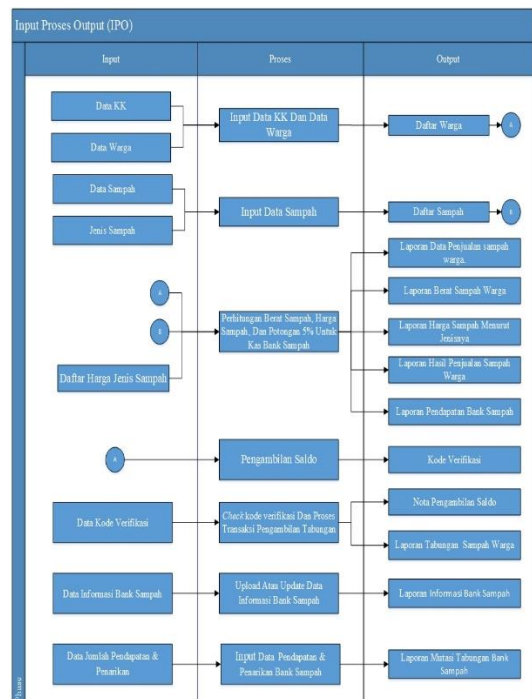 Input Proses Output (IPO)
Input
Proses
Output
Data KK
Data Warga
Input Data KK Dan Data
Warga
Daftar Warga
A
Data Sampah
Jenis Sampah
Input Data Sampah
Daftar Sampah
B
A
B
Daftar Harga Jenis Sampah
Perhitungan Berat Sampah, Harga
Sampah, Dan Potongan 5% Untuk
Kas Bank Sampah
Laporan Data Penjualan sampah
warga.
Laporan Berat Sampah Warga
Laporan Harga Sampah Menurut
Jenisnya
Laporan Hasil Penjualan Sampah
Warga
Laporan Pendapatan Bank Sampah
A
Pengambilan Saldo
Kode Verifikasi
Data Kode Verifikasi
Check kode verifikasi Dan Proses
Transaksi Pengambilan Tabungan
Nota Pengambilan Saldo
Laporan Tabungan Sampah Warga
Data Informasi Bank Sampah
Upload Atau Update Data
Informasi Bank Sampah
Laporan Informasi Bank Sampah
Data Jumlah Pendapatan &
Penarikan
Input Data Pendapatan &
Penarikan Bank Sampah
Laporan Mutasi Tabungan Bank
Sampah
Phase